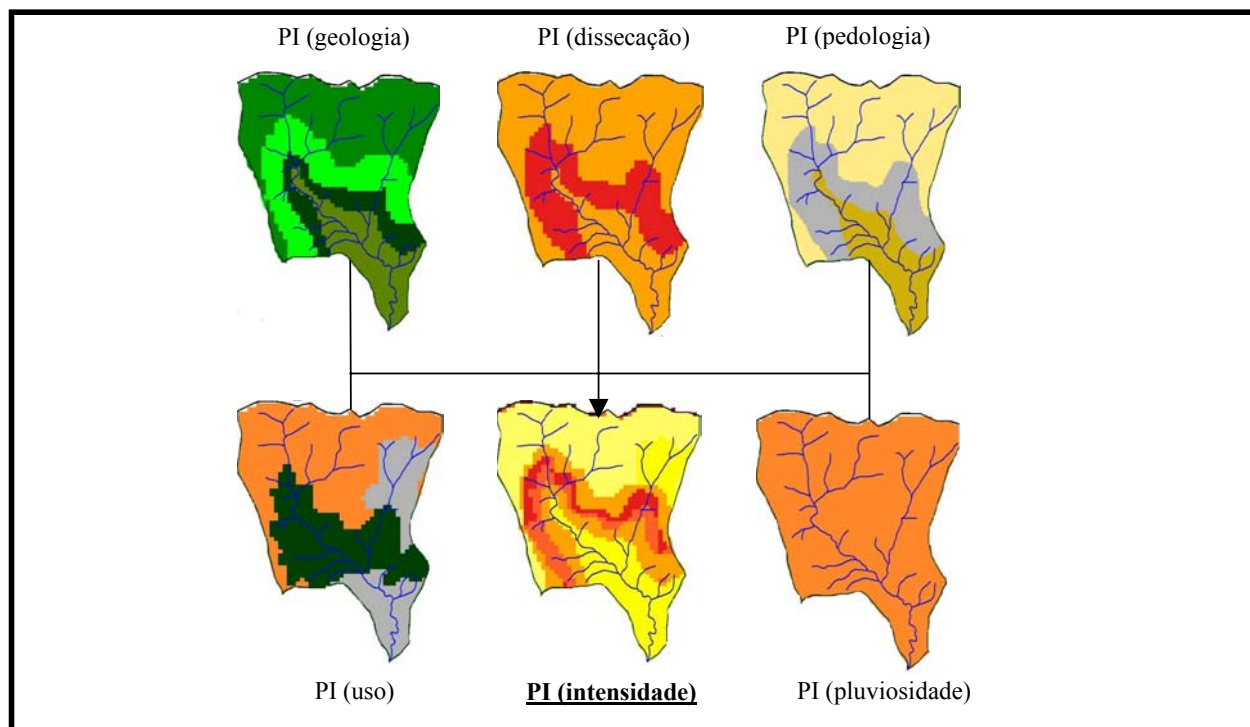 PI (geologia)
PI (dissecação)
PI (pedologia)
PI (uso)
PI (intensidade)
PI (pluviosidade)